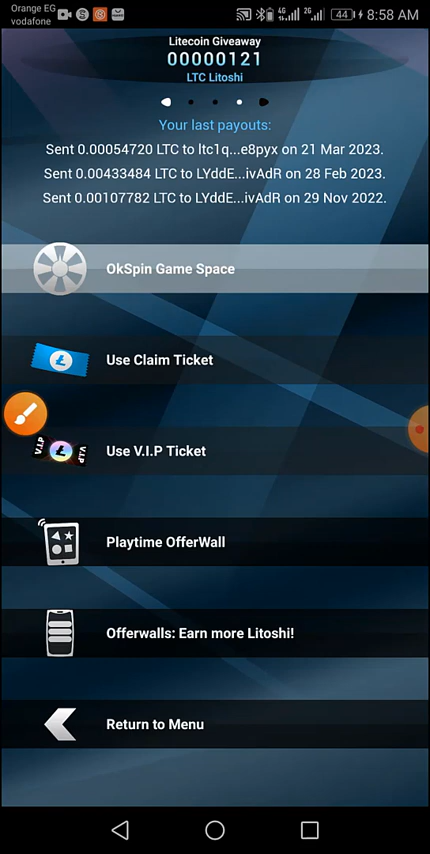 Orange EG
vodafone
4G
2G
44
8:58 AM
Litecoin Giveaway
00000121
LTC Litoshi
Your last payouts:
Sent 0.00054720 LTC to ltc1q...e8pyx on 21 Mar 2023.
Sent 0.00433484 LTC to LYddE...ivAdR on 28 Feb 2023.
Sent 0.00107782 LTC to LYddE...ivAdR on 29 Nov 2022.
OkSpin Game Space
Use Claim Ticket
V.I.P
V.I.P
Use V.I.P Ticket
Playtime OfferWall
Offerwalls: Earn more Litoshi!
Return to Menu